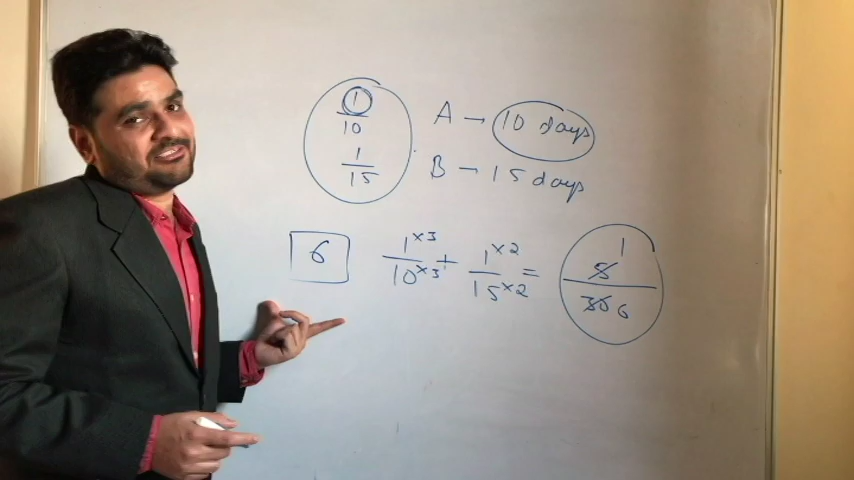 1/10 A → 10 days
1/15 B → 15 days
6 1×3/10×3 + 1×2/15×2 = 5 1/30 6